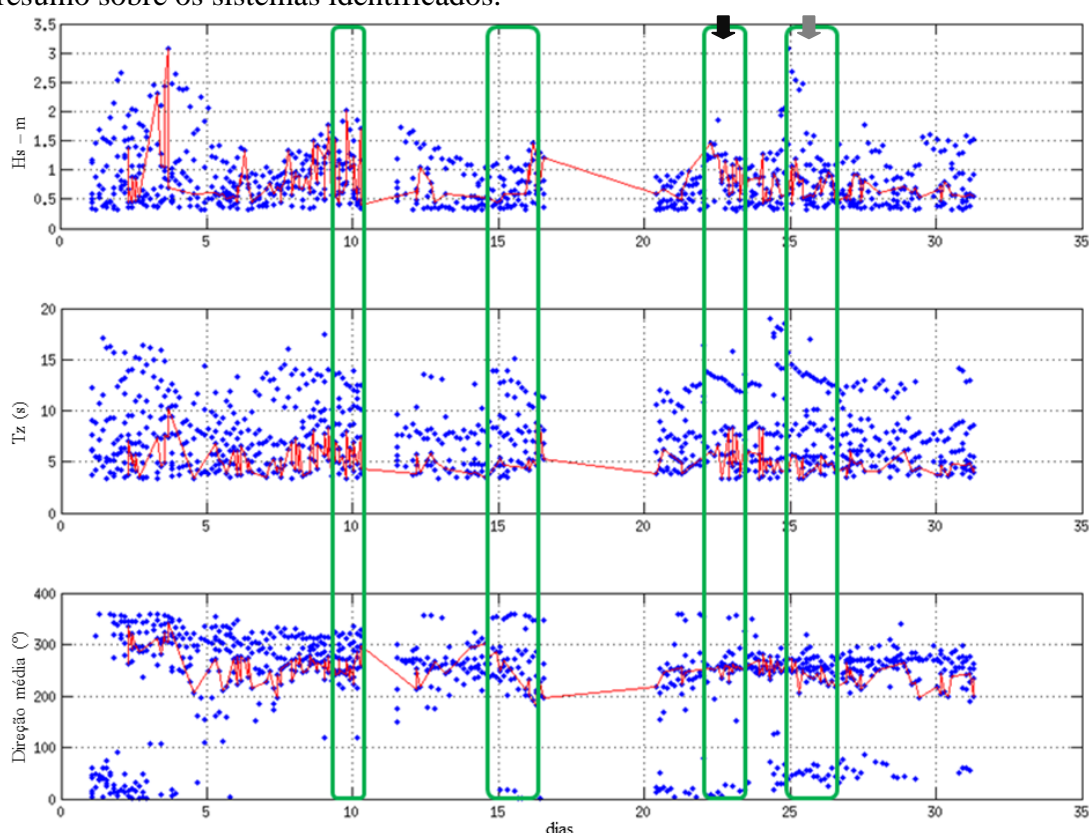 resumo sobre os sistemas identificados.
3.5
3
2.5
2
1.5
1
0.5
0
Hs – m
0 5 10 15 20 25 30 35
20
15
10
5
0
Tz (s)
0 5 10 15 20 25 30 35
400
300
200
100
0
Direção média (º)
0 5 10 15 20 25 30 35
dias